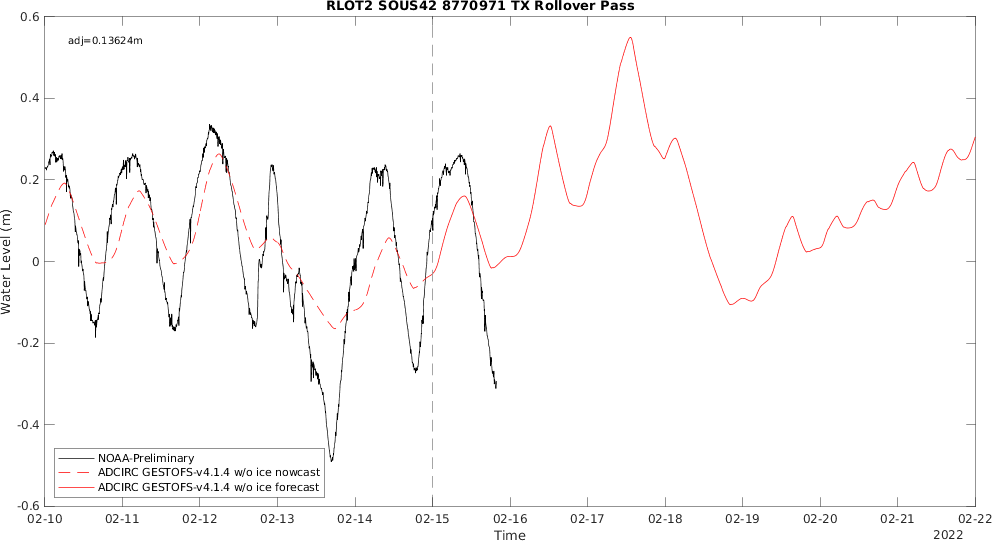 RLOT2 SOUS42 8770971 TX Rollover Pass
adj=0.13624m
0.6
0.4
0.2
0
-0.2
-0.4
-0.6
Water Level (m)
NOAA-Preliminary
ADCIRC GESTOFS-v4.1.4 w/o ice nowcast
ADCIRC GESTOFS-v4.1.4 w/o ice forecast
02-10 02-11 02-12 02-13 02-14 02-15 02-16 02-17 02-18 02-19 02-20 02-21 02-22
Time
2022